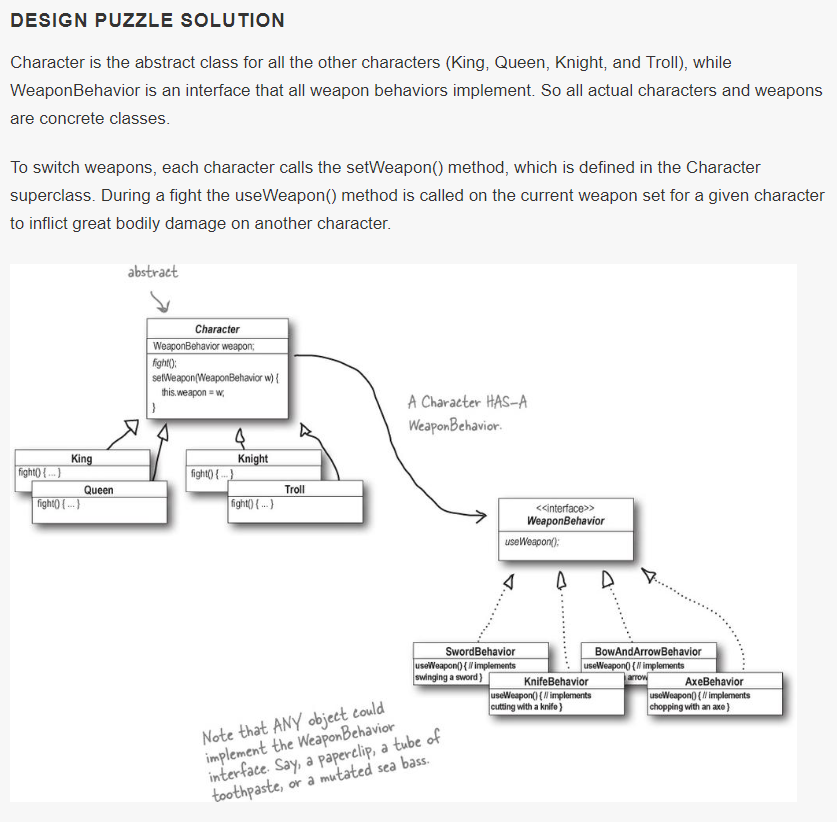 DESIGN PUZZLE SOLUTION
Character is the abstract class for all the other characters (King, Queen, Knight, and Troll), while
WeaponBehavior is an interface that all weapon behaviors implement. So all actual characters and weapons
are concrete classes.
To switch weapons, each character calls the setWeapon() method, which is defined in the Character
superclass. During a fight the useWeapon() method is called on the current weapon set for a given character
to inflict great bodily damage on another character.
abstract
Character
WeaponBehavior weapon;
fight();
setWeapon(WeaponBehavior w) {
this.weapon = w;
}
A Character HAS-A
WeaponBehavior.
King
fight() { ... }
Queen
fight() { ... }
Knight
fight() { ... }
Troll
fight() { ... }
<<interface>>
WeaponBehavior
useWeapon();
SwordBehavior
useWeapon() { // implements
swinging a sword }
KnifeBehavior
useWeapon() { // implements
cutting with a knife }
BowAndArrowBehavior
useWeapon() { // implements
arrow
AxeBehavior
useWeapon() { // implements
chopping with an axe }
Note that ANY object could
implement the WeaponBehavior
interface. Say, a paperclip, a tube of
toothpaste, or a mutated sea bass.